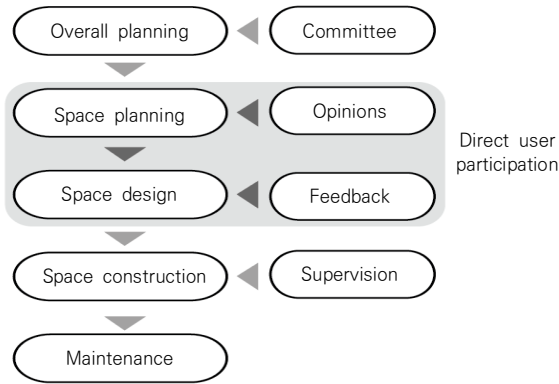 Overall planning
Committee
Space planning
Opinions
Direct user
participation
Space design
Feedback
Space construction
Supervision
Maintenance